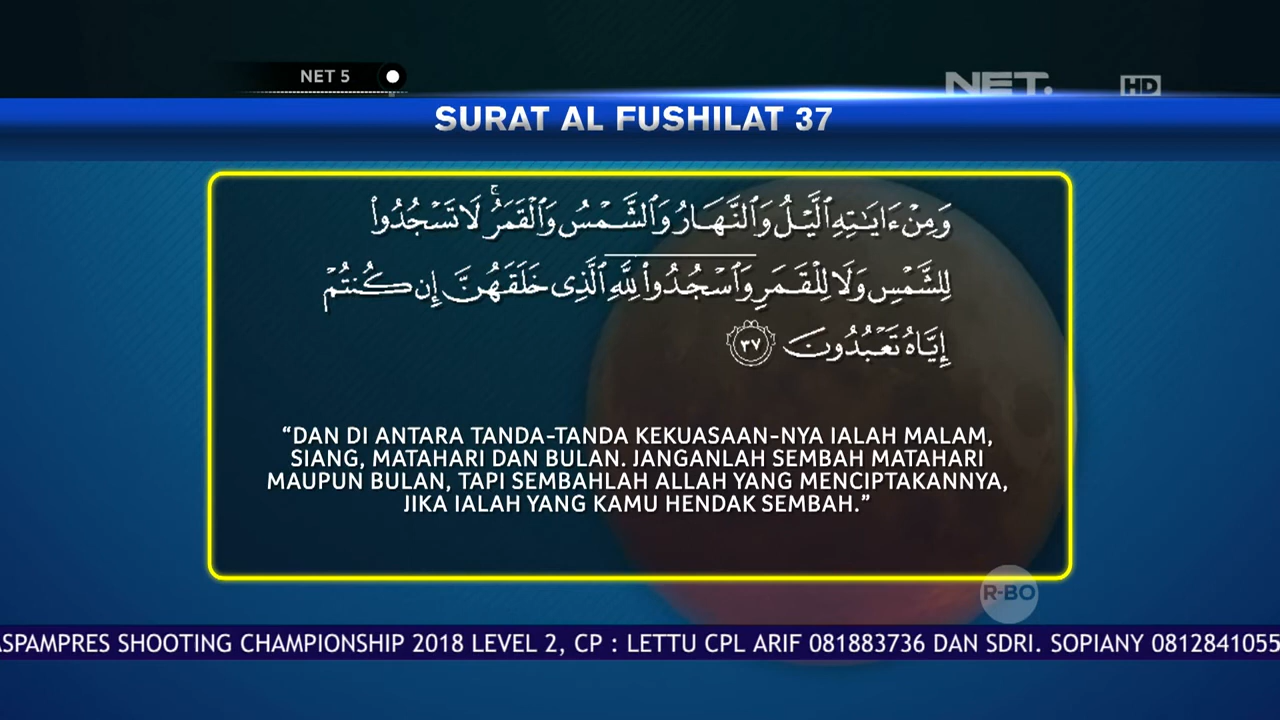 NET 5
NET.
HD
SURAT AL FUSHILAT 37
وَمِنْ ءَايَـٰتِهِ ٱلَّيْلُ وَٱلنَّهَارُ وَٱلشَّمْسُ وَٱلْقَمَرُ ۚ لَا تَسْجُدُوا۟
لِلشَّمْسِ وَلَا لِلْقَمَرِ وَٱسْجُدُوا۟ لِلَّهِ ٱلَّذِى خَلَقَهُنَّ إِن كُنتُمْ
إِيَّاهُ تَعْبُدُونَ ٣٧
“DAN DI ANTARA TANDA-TANDA KEKUASAAN-NYA IALAH MALAM,
SIANG, MATAHARI DAN BULAN. JANGANLAH SEMBAH MATAHARI
MAUPUN BULAN, TAPI SEMBAHLAH ALLAH YANG MENCIPTAKANNYA,
JIKA IALAH YANG KAMU HENDAK SEMBAH.”
R-BO
ASPAMPRES SHOOTING CHAMPIONSHIP 2018 LEVEL 2, CP : LETTU CPL ARIF 081883736 DAN SDRI. SOPIANY 0812841055